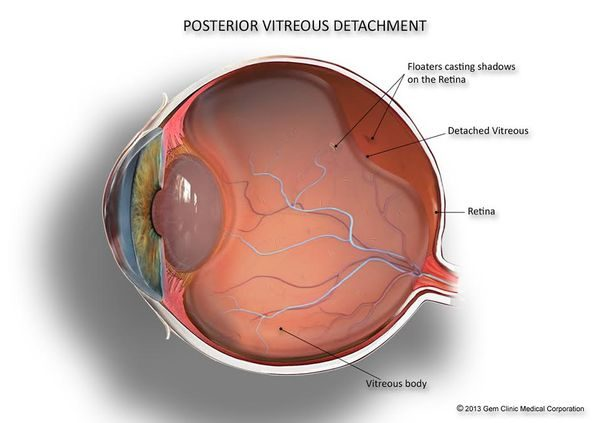 POSTERIOR VITREOUS DETACHMENT
Floaters casting shadows
on the Retina
Detached Vitreous
Retina
Vitreous body
© 2013 Gem Clinic Medical Corporation